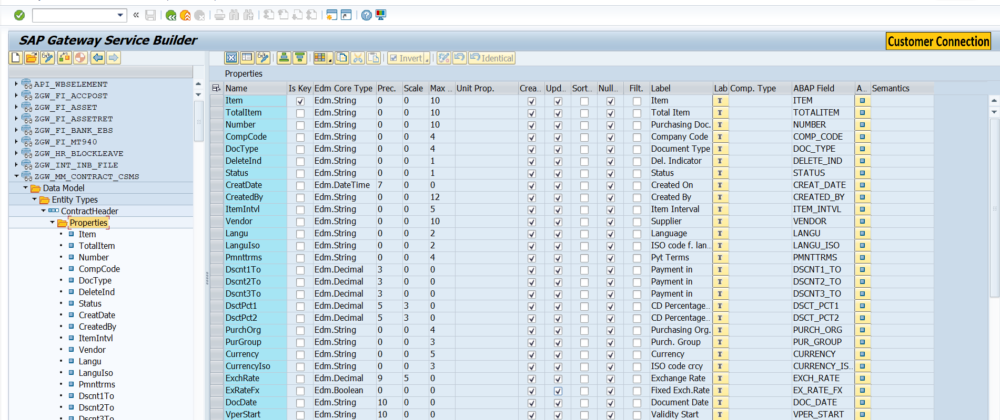 SAP Gateway Service Builder
Customer Connection
Invert
Identical
Properties
API_WBSELEMENT
ZGW_FI_ACCPOST
ZGW_FI_ASSET
ZGW_FI_ASSETRET
ZGW_FI_BANK_EBS
ZGW_FI_MT940
ZGW_HR_BLOCKLEAVE
ZGW_INT_INB_FILE
ZGW_MM_CONTRACT_CSMS
Data Model
Entity Types
ContractHeader
Properties
Item
TotalItem
Number
CompCode
DocType
DeleteInd
Status
CreatDate
CreatedBy
ItemIntvl
Vendor
Langu
LanguIso
Pmnttrms
Dscnt1To
Dscnt2To
Dscnt3To
Name Is Key Edm Core Type Prec. Scale Max ... Unit Prop. Crea... Upd... Sort... Null... Filt. Label Lab Comp. Type ABAP Field A... Semantics
Item Edm.String 0 0 10 Item T ITEM
TotalItem Edm.String 0 0 10 Total Item T TOTALITEM
Number Edm.String 0 0 10 Purchasing Doc. T NUMBER
CompCode Edm.String 0 0 4 Company Code T COMP_CODE
DocType Edm.String 0 0 4 Document Type T DOC_TYPE
DeleteInd Edm.String 0 0 1 Del. Indicator T DELETE_IND
Status Edm.String 0 0 1 Status T STATUS
CreatDate Edm.DateTime 7 0 0 Created On T CREAT_DATE
CreatedBy Edm.String 0 0 12 Created By T CREATED_BY
ItemIntvl Edm.String 0 0 5 Item Interval T ITEM_INTVL
Vendor Edm.String 0 0 10 Supplier T VENDOR
Langu Edm.String 0 0 2 Language T LANGU
LanguIso Edm.String 0 0 2 ISO code f. lan... T LANGU_ISO
Pmnttrms Edm.String 0 0 4 Pyt Terms T PMNTTRMS
Dscnt1To Edm.Decimal 3 0 0 Payment in T DSCNT1_TO
Dscnt2To Edm.Decimal 3 0 0 Payment in T DSCNT2_TO
Dscnt3To Edm.Decimal 3 0 0 Payment in T DSCNT3_TO
DsctPct1 Edm.Decimal 5 3 0 CD Percentage... T DSCT_PCT1
DsctPct2 Edm.Decimal 5 3 0 CD Percentage... T DSCT_PCT2
PurchOrg Edm.String 0 0 4 Purchasing Org. T PURCH_ORG
PurGroup Edm.String 0 0 3 Purch. Group T PUR_GROUP
Currency Edm.String 0 0 5 Currency T CURRENCY
CurrencyIso Edm.String 0 0 3 ISO code crcy T CURRENCY_IS...
ExchRate Edm.Decimal 9 5 0 Exchange Rate T EXCH_RATE
ExRateFx Edm.Boolean 0 0 0 Fixed Exch.Rate T EX_RATE_FX
DocDate Edm.String 10 0 0 Document Date T DOC_DATE
VperStart Edm.String 10 0 0 Validity Start T VPER_START